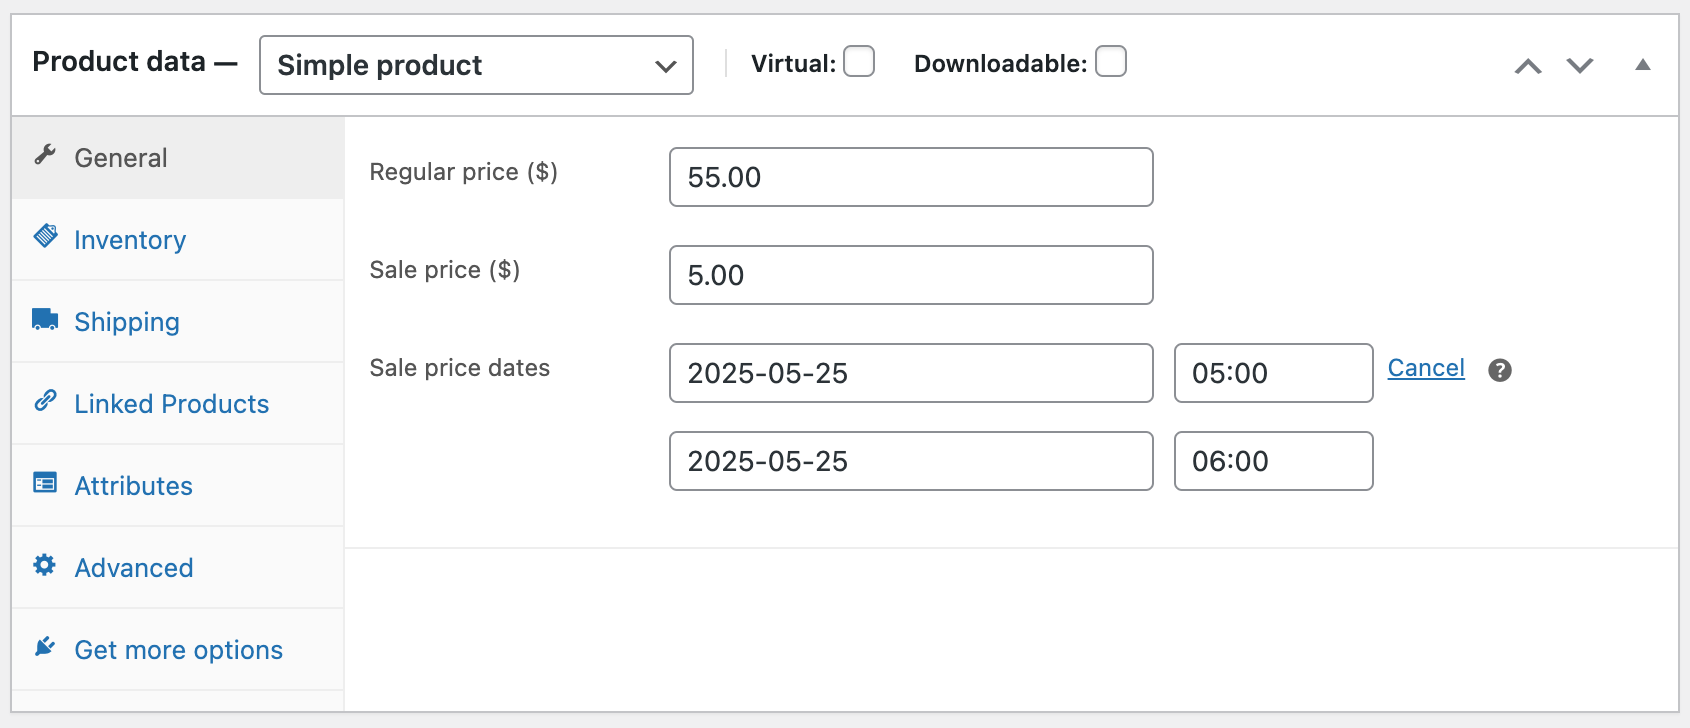 Product data — Simple product Virtual: Downloadable:
General
Inventory
Shipping
Linked Products
Attributes
Advanced
Get more options
Regular price ($) 55.00
Sale price ($) 5.00
Sale price dates 2025-05-25 05:00 Cancel ?
2025-05-25 06:00